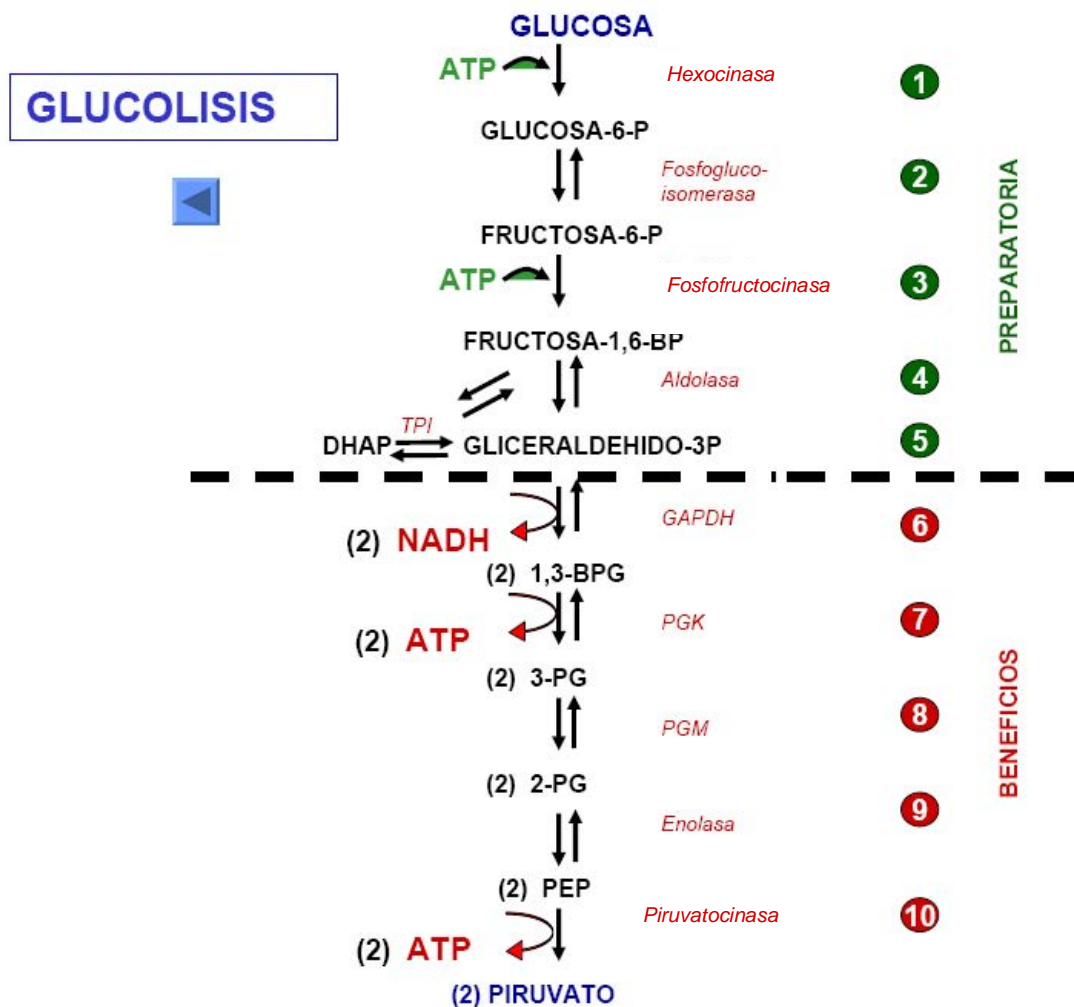 GLUCOLISIS
GLUCOSA
ATP
Hexocinasa
1
GLUCOSA-6-P
Fosfogluco-
isomerasa
2
FRUCTOSA-6-P
ATP
Fosfofructocinasa
3
FRUCTOSA-1,6-BP
Aldolasa
4
TPI
DHAP
GLICERALDEHIDO-3P
5
PREPARATORIA
(2) NADH
GAPDH
6
(2) 1,3-BPG
(2) ATP
PGK
7
(2) 3-PG
PGM
8
(2) 2-PG
Enolasa
9
(2) PEP
Piruvatocinasa
10
(2) ATP
(2) PIRUVATO
BENEFICIOS